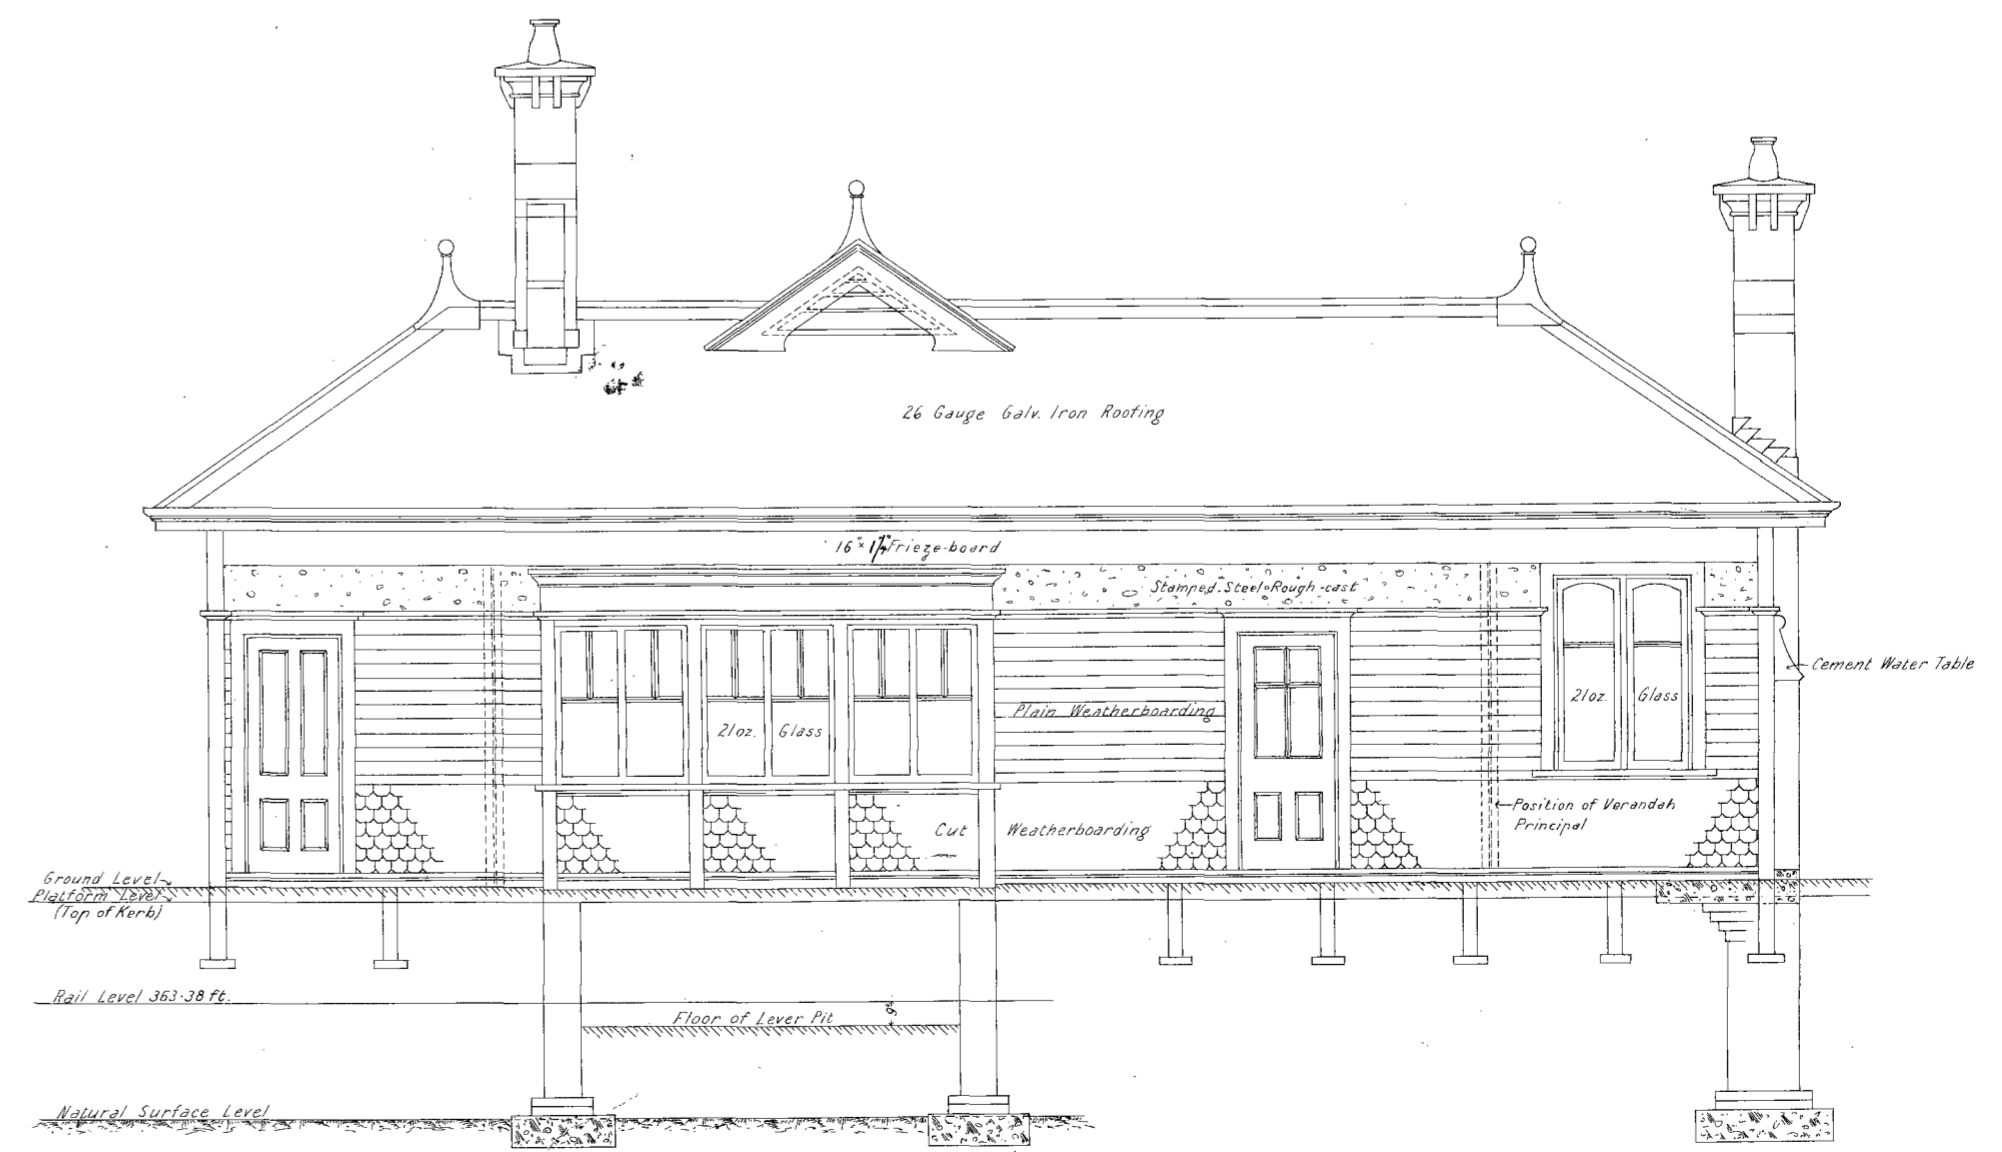 26 Gauge Galv. Iron Roofing
16" x 1¼" Frieze-board
Stamped-Steel-Rough-cast
Cement Water Table
21oz. Glass
Plain Weatherboarding
21oz. Glass
Position of Verandah
Principal
Cut Weatherboarding
Ground Level
Platform Level
(Top of Kerb)
Rail Level 363·38 ft.
9"
Floor of Lever Pit
Natural Surface Level